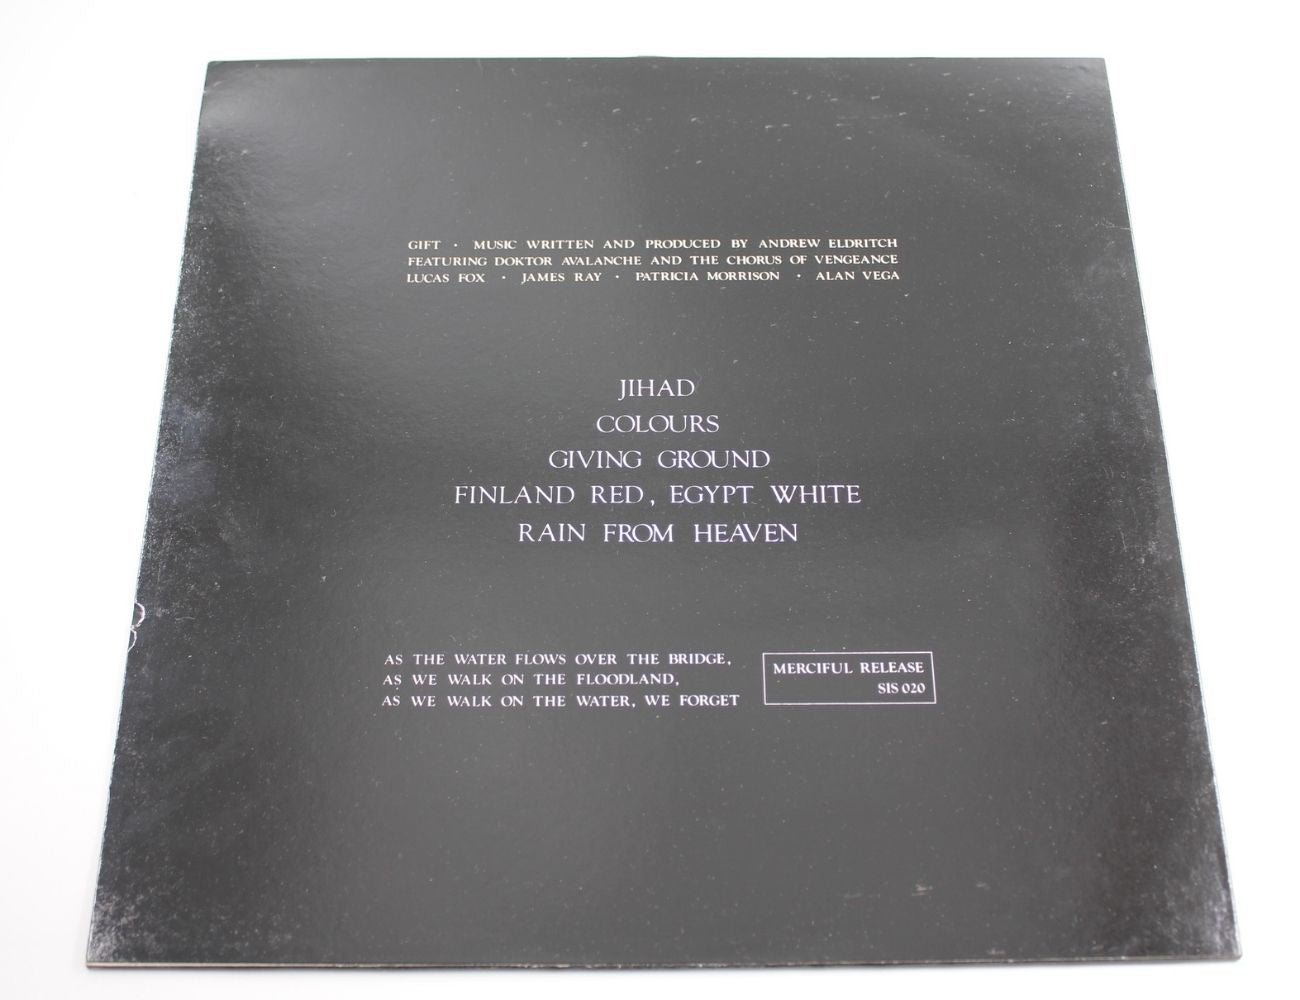 GIFT · MUSIC WRITTEN AND PRODUCED BY ANDREW ELDRITCH
FEATURING DOKTOR AVALANCHE AND THE CHORUS OF VENGEANCE
LUCAS FOX · JAMES RAY · PATRICIA MORRISON · ALAN VEGA
JIHAD
COLOURS
GIVING GROUND
FINLAND RED, EGYPT WHITE
RAIN FROM HEAVEN
AS THE WATER FLOWS OVER THE BRIDGE,
AS WE WALK ON THE FLOODLAND,
AS WE WALK ON THE WATER, WE FORGET
MERCIFUL RELEASE
SIS 020